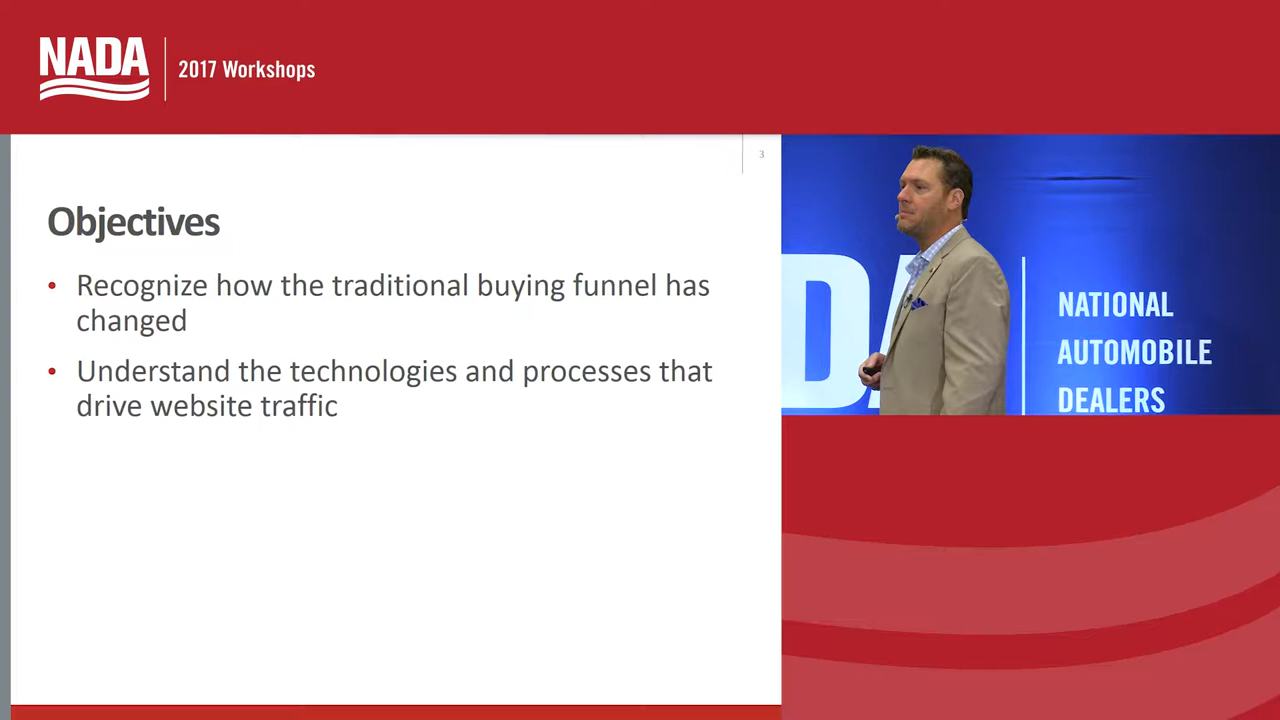 NADA
2017 Workshops
3
Objectives
• Recognize how the traditional buying funnel has
changed
• Understand the technologies and processes that
drive website traffic
DA
NATIONAL
AUTOMOBILE
DEALERS